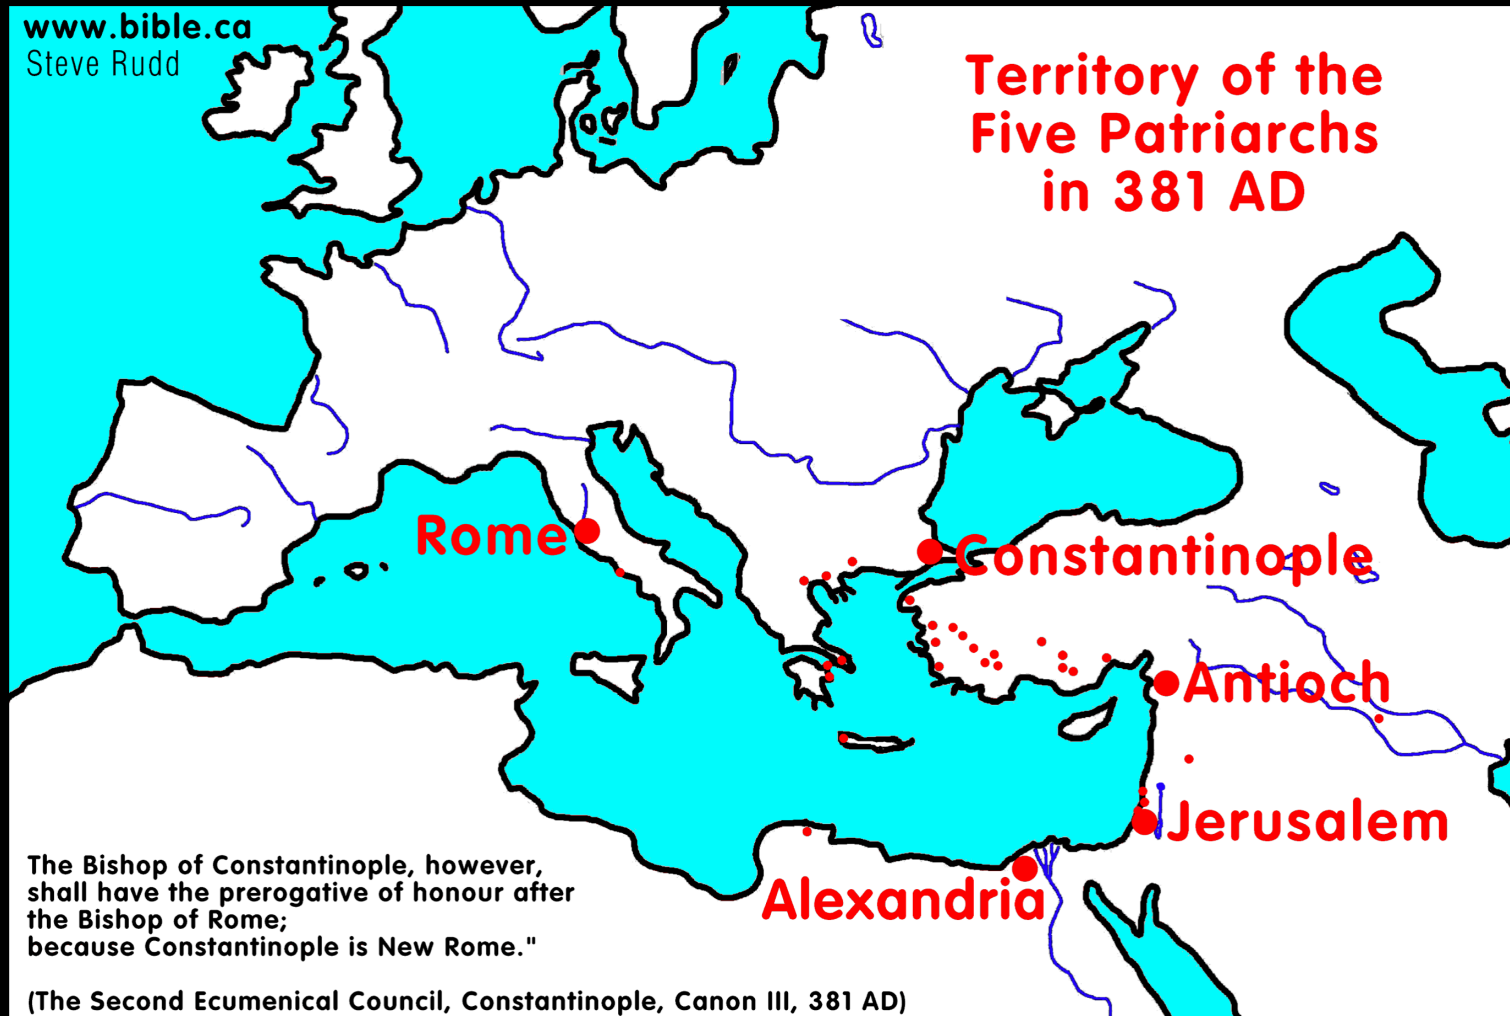 www.bible.ca
Steve Rudd
Territory of the
Five Patriarchs
in 381 AD
Rome
Constantinople
Antioch
Jerusalem
Alexandria
The Bishop of Constantinople, however,
shall have the prerogative of honour after
the Bishop of Rome;
because Constantinople is New Rome."
(The Second Ecumenical Council, Constantinople, Canon III, 381 AD)